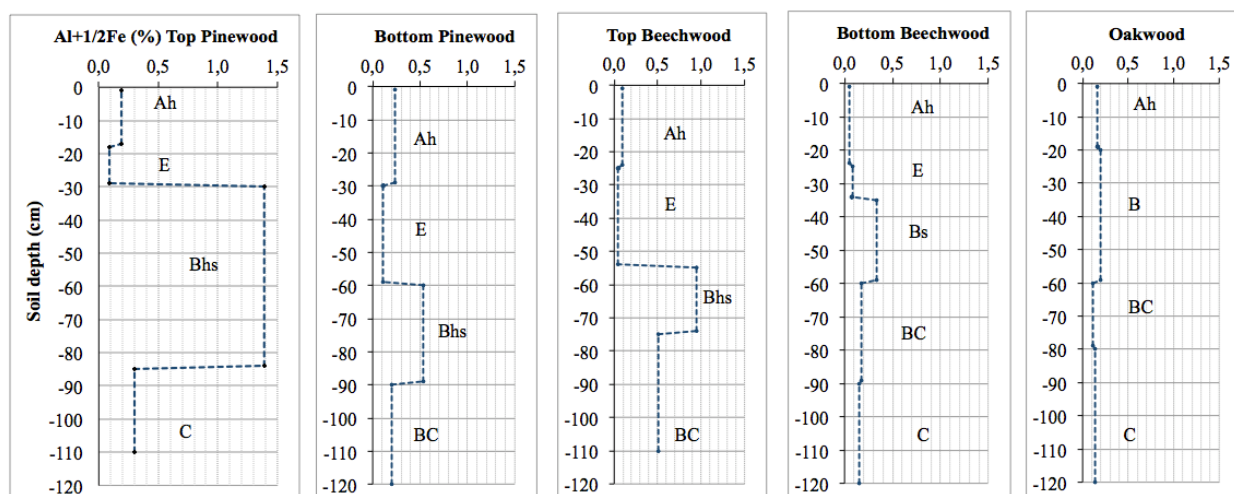 Al+1/2Fe (%) Top Pinewood
0,0 0,5 1,0 1,5
0
-10
-20
-30
-40
-50
-60
-70
-80
-90
-100
-110
-120
Soil depth (cm)
Ah
E
Bhs
C
Bottom Pinewood
0,0 0,5 1,0 1,5
0
-10
-20
-30
-40
-50
-60
-70
-80
-90
-100
-110
-120
Ah
E
Bhs
BC
Top Beechwood
0,0 0,5 1,0 1,5
0
-10
-20
-30
-40
-50
-60
-70
-80
-90
-100
-110
-120
Ah
E
Bhs
BC
Bottom Beechwood
0,0 0,5 1,0 1,5
0
-10
-20
-30
-40
-50
-60
-70
-80
-90
-100
-110
-120
Ah
E
Bs
BC
C
Oakwood
0,0 0,5 1,0 1,5
0
-10
-20
-30
-40
-50
-60
-70
-80
-90
-100
-110
-120
Ah
B
BC
C